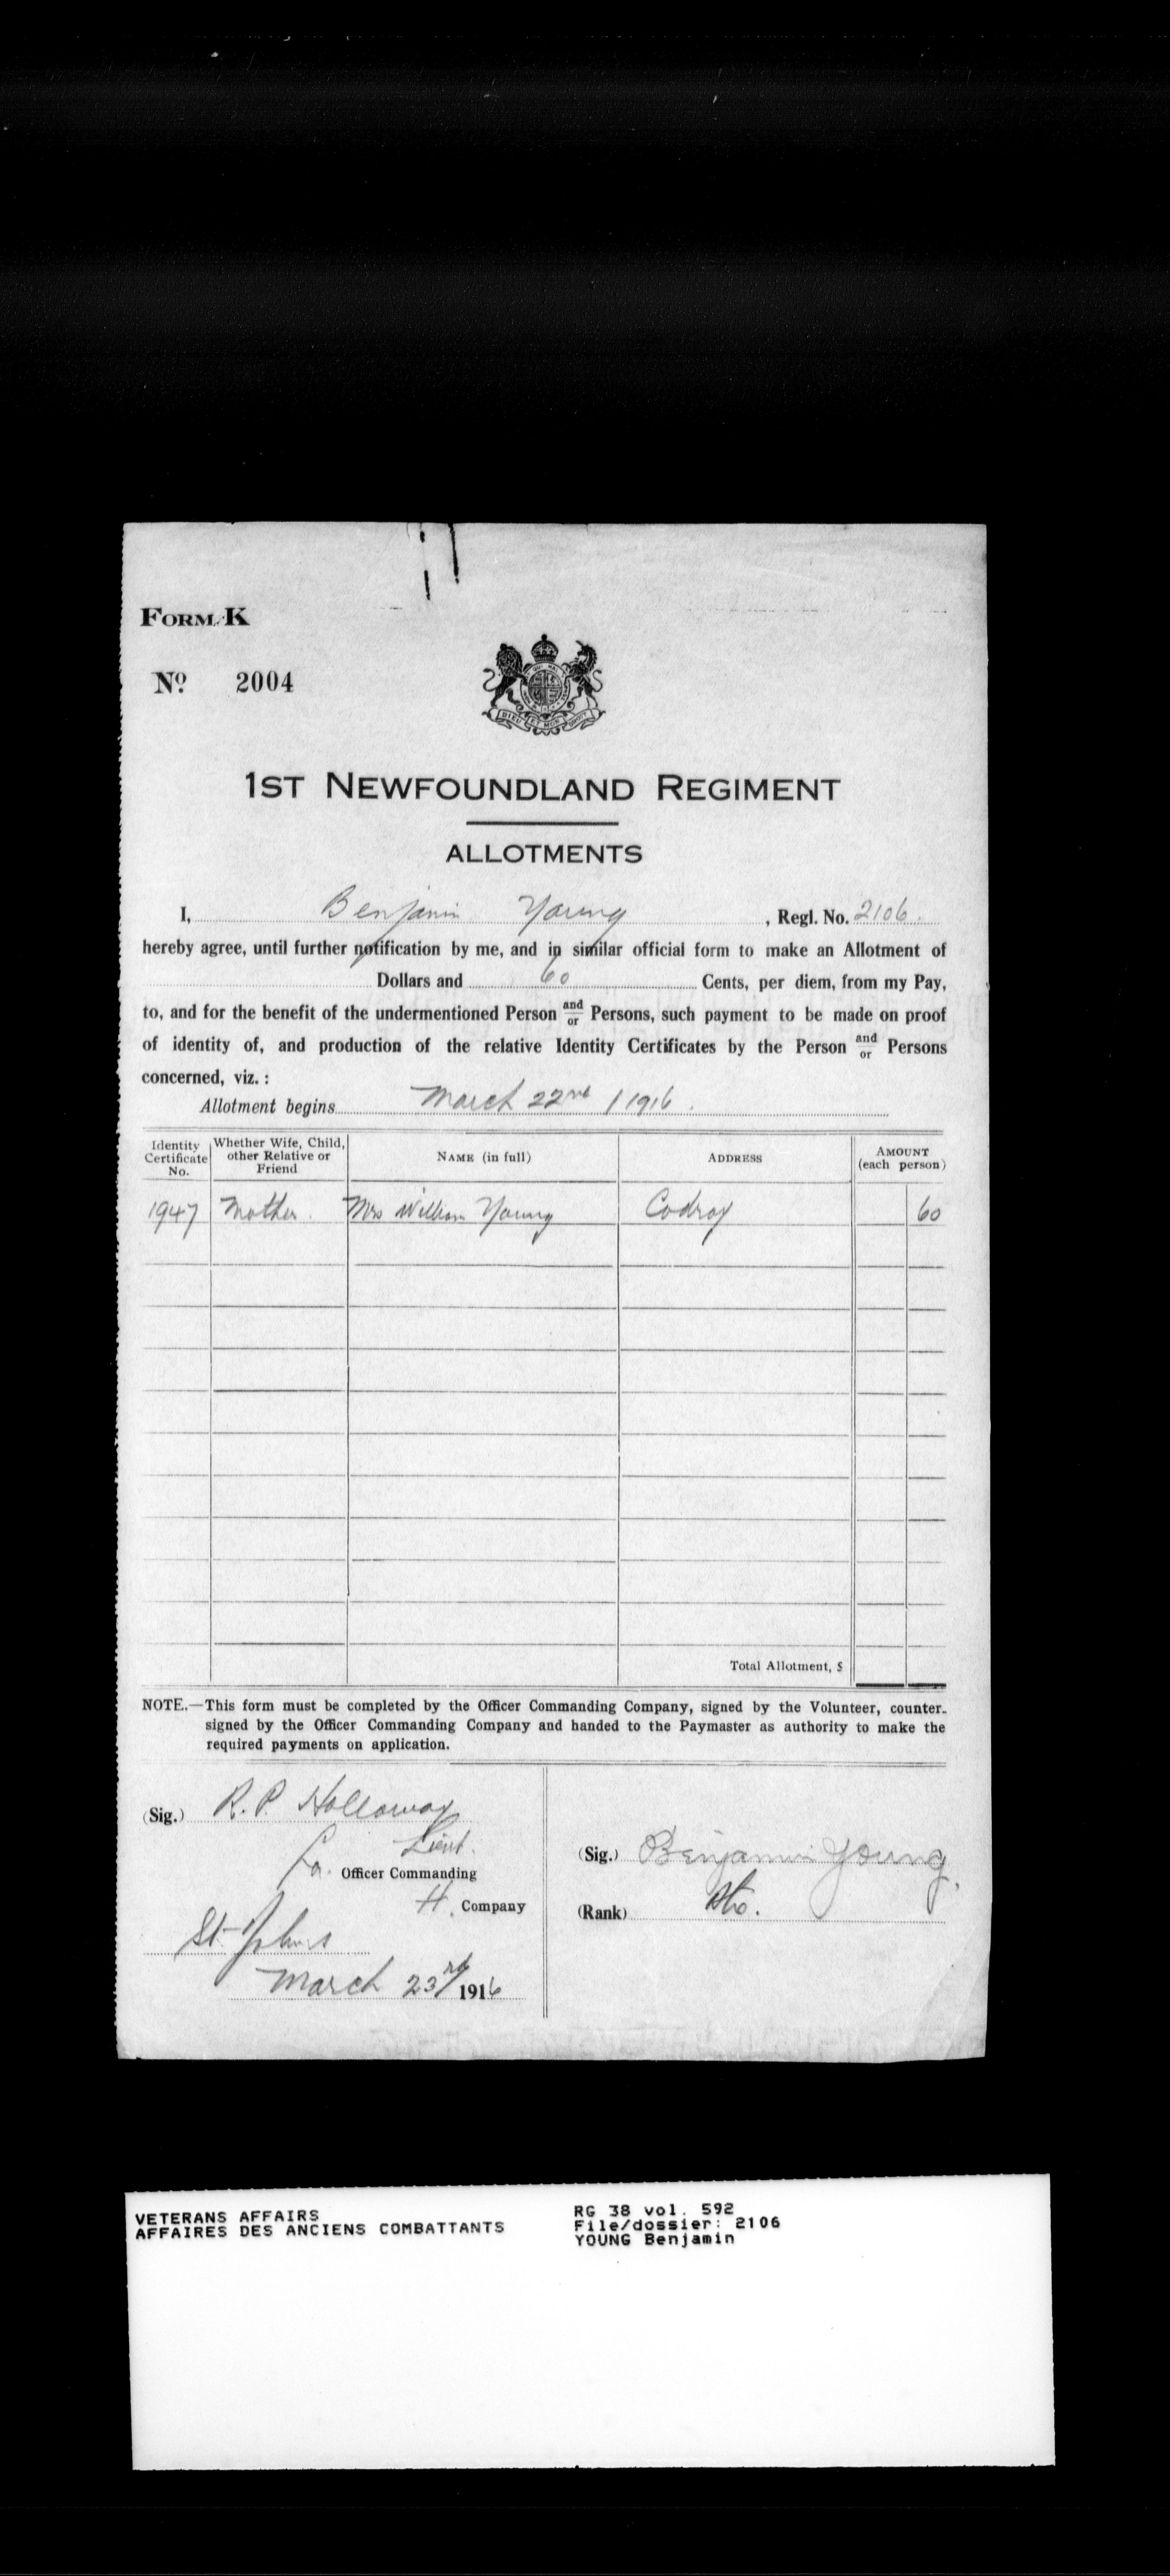 FORM K
No. 2004
DIEU ET MON DROIT
1ST NEWFOUNDLAND REGIMENT
ALLOTMENTS
I, Benjamin Young, Regl. No. 2106
hereby agree, until further notification by me, and in similar official form to make an Allotment of
Dollars and 60 Cents, per diem, from my Pay,
to, and for the benefit of the undermentioned Person and/or Persons, such payment to be made on proof
of identity of, and production of the relative Identity Certificates by the Person and/or Persons
concerned, viz. :
Allotment begins March 22nd / 1916.
Identity Certificate No. | Whether Wife, Child, other Relative or Friend | NAME (in full) | ADDRESS | AMOUNT (each person)
1947 | Mother. | Mrs William Young | Codroy | 60
Total Allotment, $
NOTE.—This form must be completed by the Officer Commanding Company, signed by the Volunteer, counter-
signed by the Officer Commanding Company and handed to the Paymaster as authority to make the
required payments on application.
(Sig.) R. P. Holloway
Lieut.
Officer Commanding
H. Company
St Johns
March 23rd 1916
(Sig.) Benjamin Young.
(Rank) Pte.
VETERANS AFFAIRS
AFFAIRES DES ANCIENS COMBATTANTS
RG 38 vol. 592
File/dossier: 2106
YOUNG Benjamin